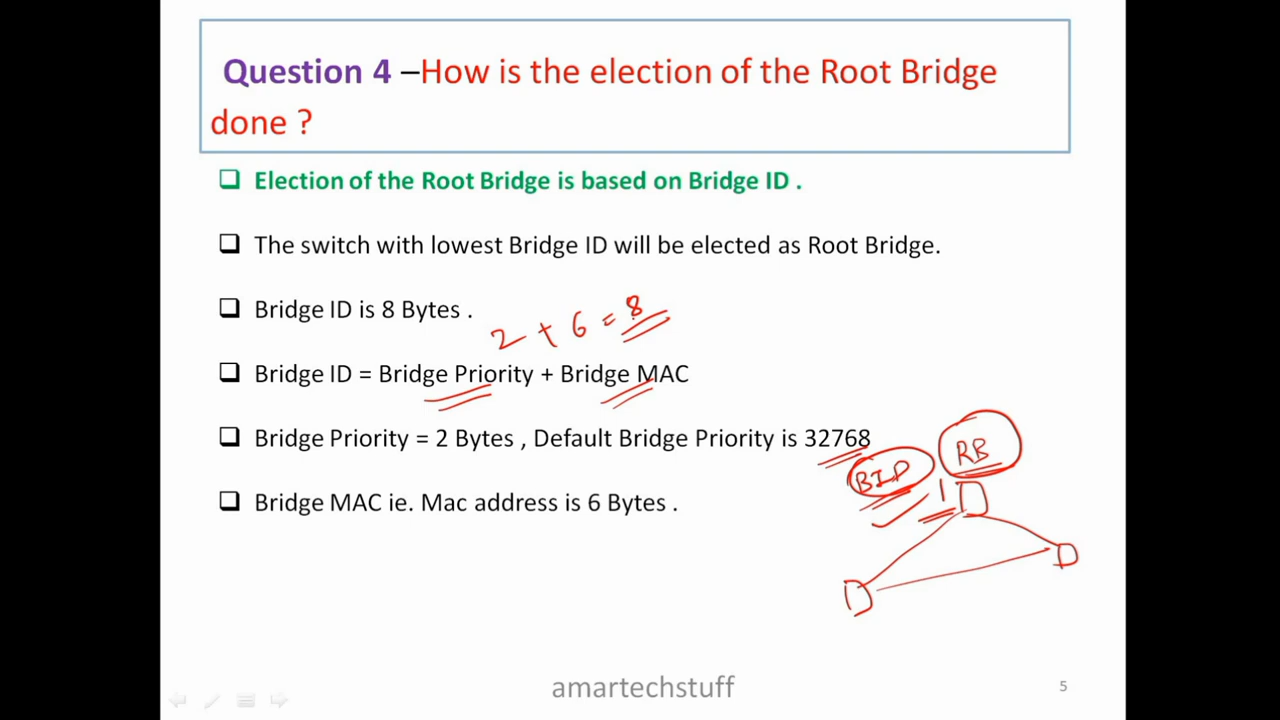 Question 4 –How is the election of the Root Bridge
done ?
Election of the Root Bridge is based on Bridge ID .
The switch with lowest Bridge ID will be elected as Root Bridge.
Bridge ID is 8 Bytes .
2 + 6 = 8
Bridge ID = Bridge Priority + Bridge MAC
Bridge Priority = 2 Bytes , Default Bridge Priority is 32768
RB
BID
1
Bridge MAC ie. Mac address is 6 Bytes .
amartechstuff
5